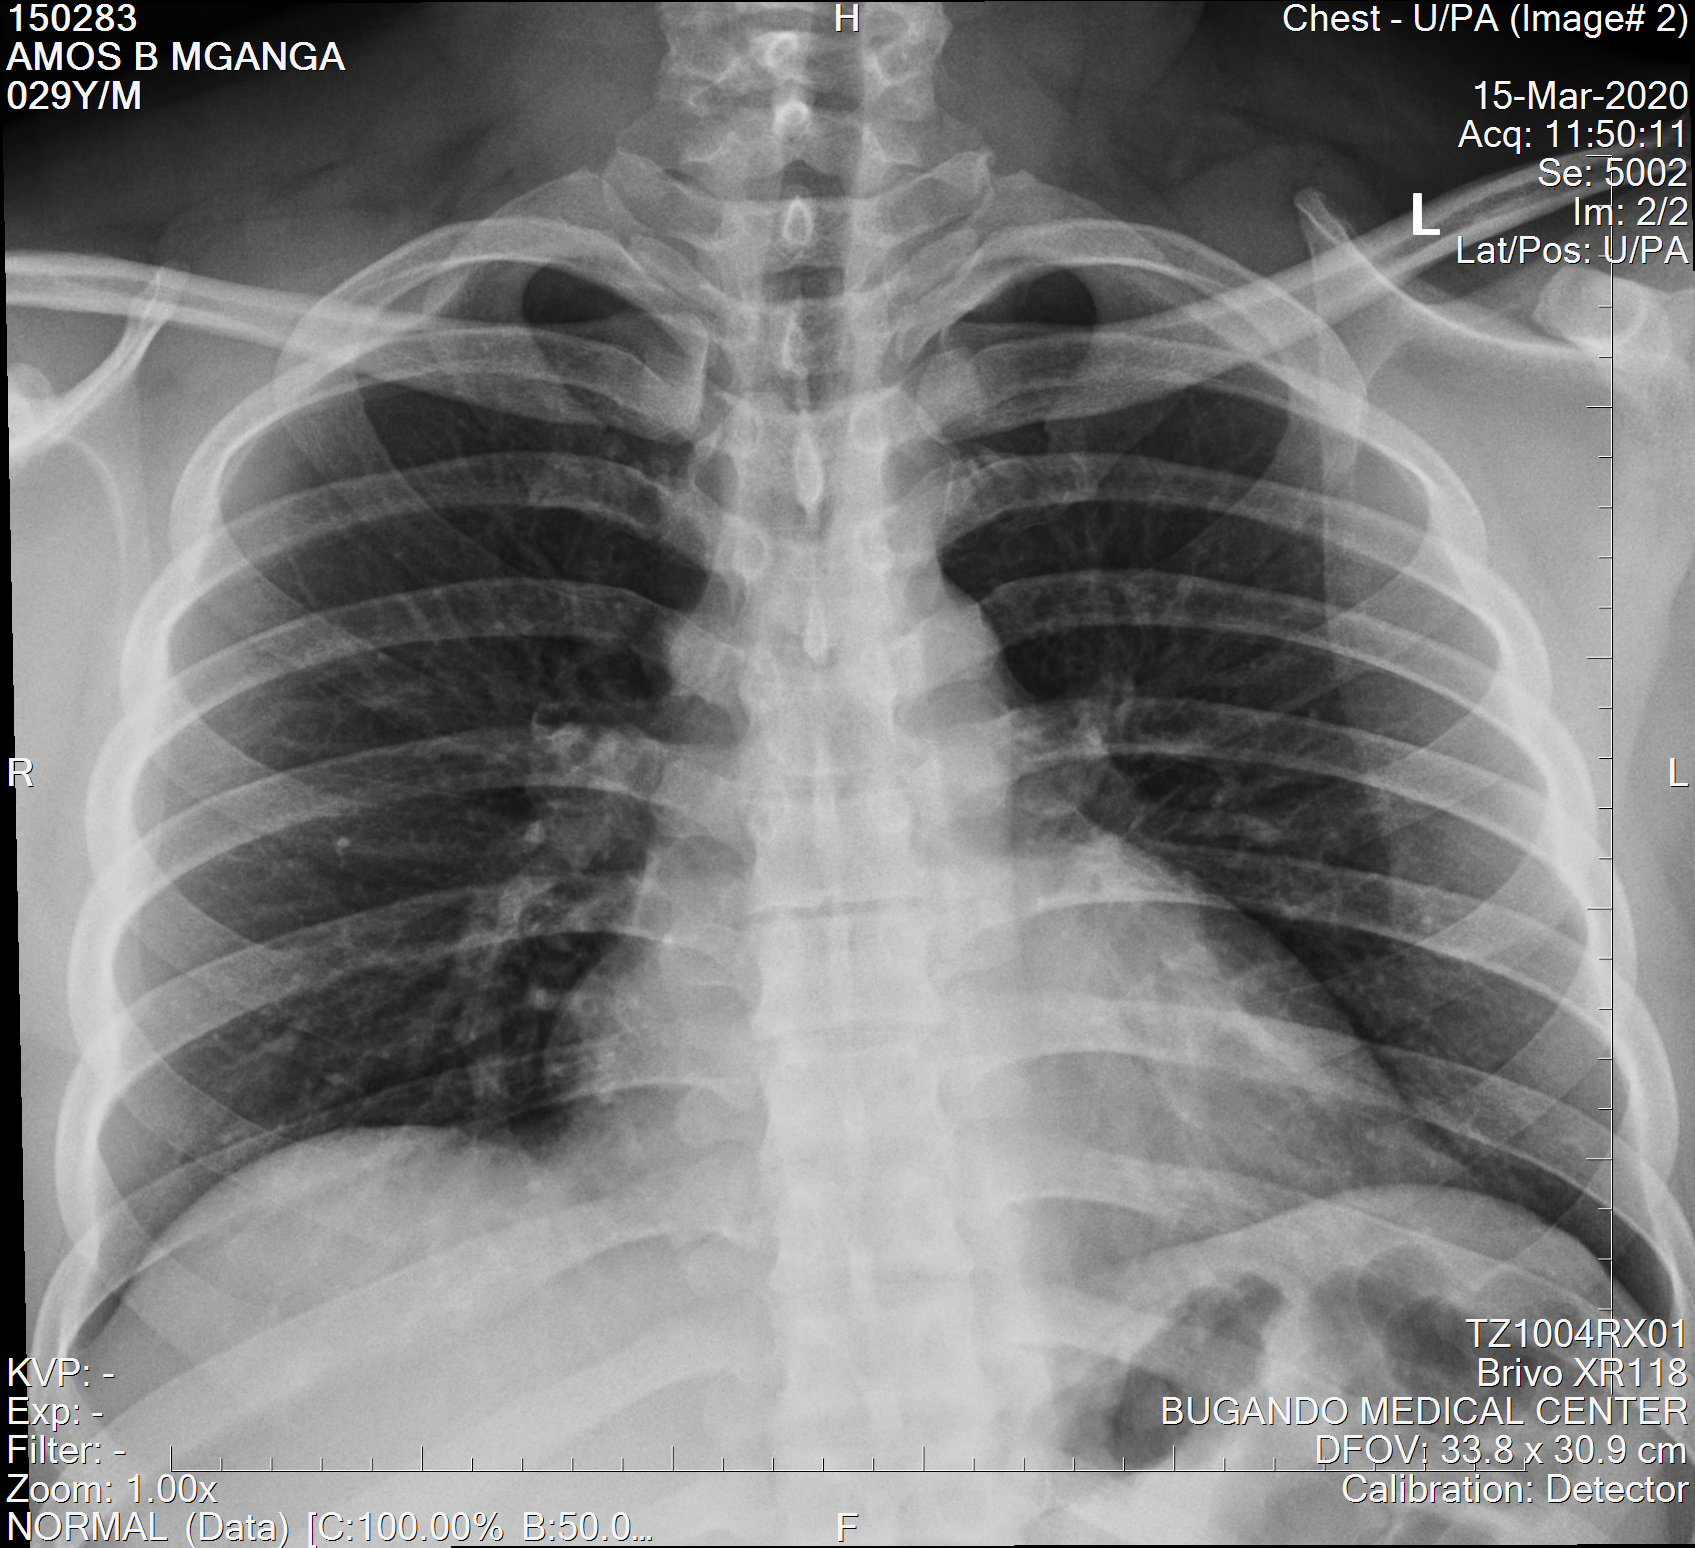 150283
AMOS B MGANGA
029Y/M
H
Chest - U/PA (Image# 2)
15-Mar-2020
Acq: 11:50:11
Se: 5002
Im: 2/2
Lat/Pos: U/PA
L
R
L
KVP: -
Exp: -
Filter: -
Zoom: 1.00x
NORMAL (Data) [C:100.00% B:50.0...
F
TZ1004RX01
Brivo XR118
BUGANDO MEDICAL CENTER
DFOV: 33.8 x 30.9 cm
Calibration: Detector